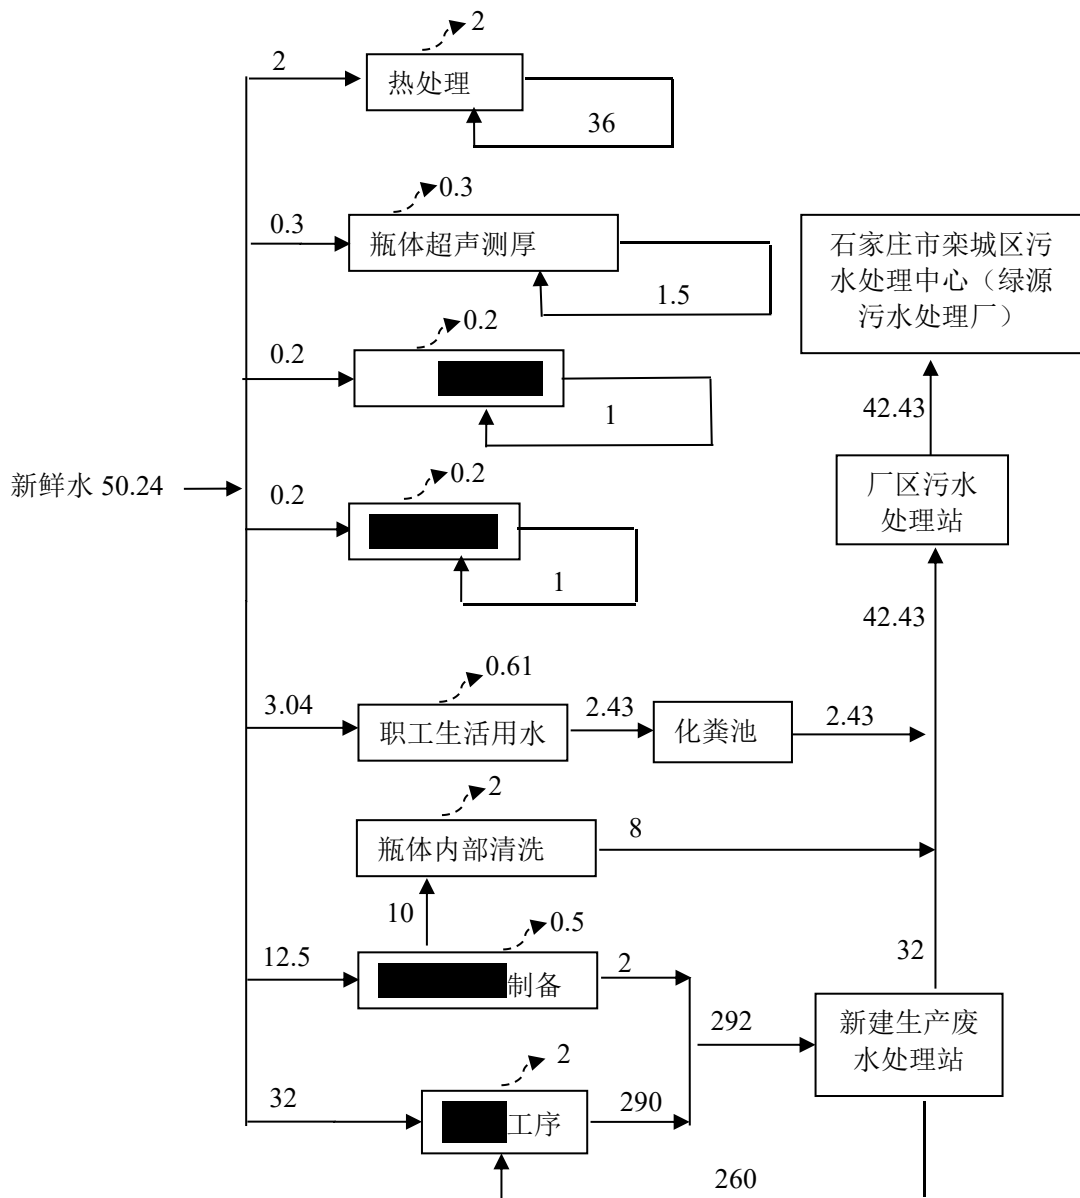 2
2
热处理
36
0.3
0.3
瓶体超声测厚
1.5
石家庄市栾城区污
水处理中心（绿源
污水处理厂）
0.2
0.2
1
42.43
新鲜水 50.24
0.2
0.2
1
厂区污水
处理站
42.43
0.61
3.04
职工生活用水
2.43
化粪池
2.43
2
瓶体内部清洗
8
10
0.5
12.5
制备
2
32
292
新建生产废
水处理站
2
32
工序
290
260